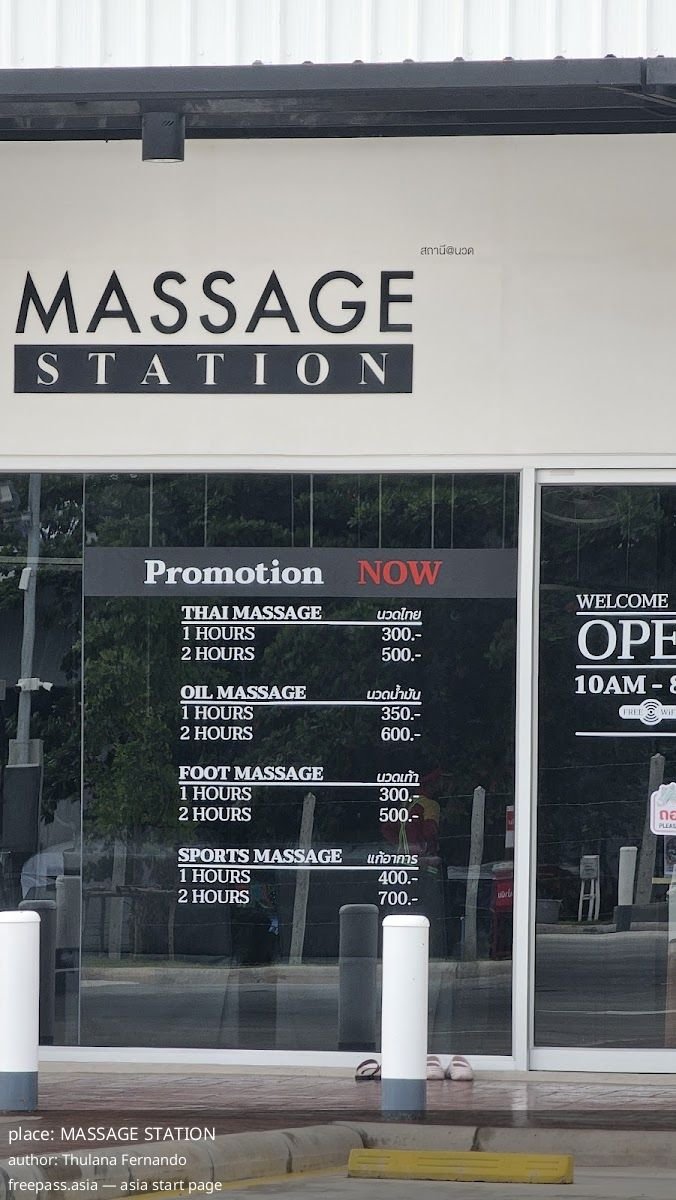 สถานี@นวด
MASSAGE
STATION
Promotion NOW
THAI MASSAGE นวดไทย
1 HOURS 300.-
2 HOURS 500.-
OIL MASSAGE นวดน้ำมัน
1 HOURS 350.-
2 HOURS 600.-
FOOT MASSAGE นวดเท้า
1 HOURS 300.-
2 HOURS 500.-
SPORTS MASSAGE แก้อาการ
1 HOURS 400.-
2 HOURS 700.-
WELCOME
OPE
10AM - 8
FREE WiF
place: MASSAGE STATION
author: Thulana Fernando
freepass.asia — asia start page